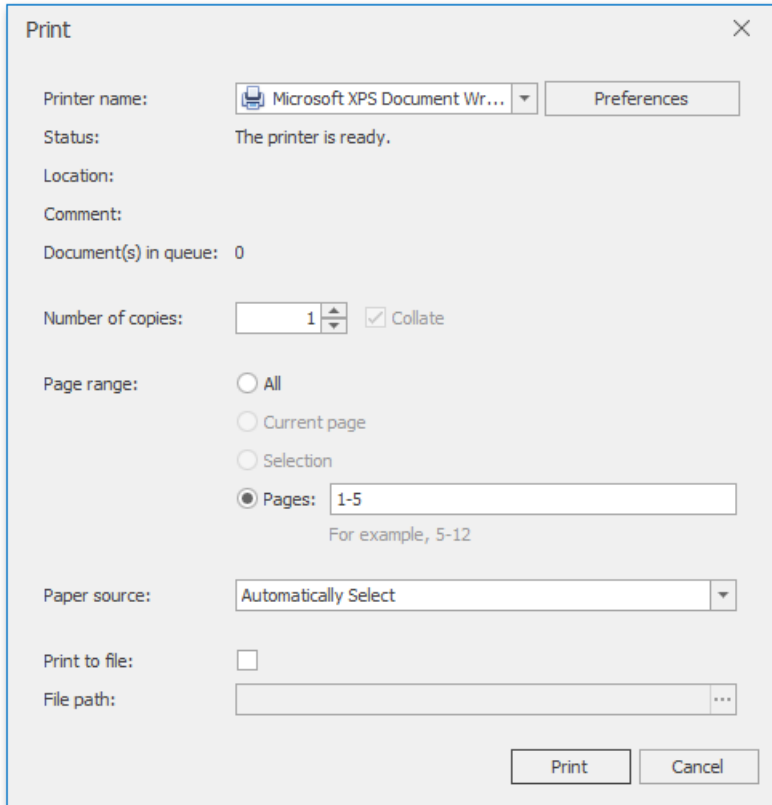 Print
Printer name: Microsoft XPS Document Wr... Preferences
Status: The printer is ready.
Location:
Comment:
Document(s) in queue: 0
Number of copies: 1 Collate
Page range: All
Current page
Selection
Pages: 1-5
For example, 5-12
Paper source: Automatically Select
Print to file:
File path: ...
Print Cancel